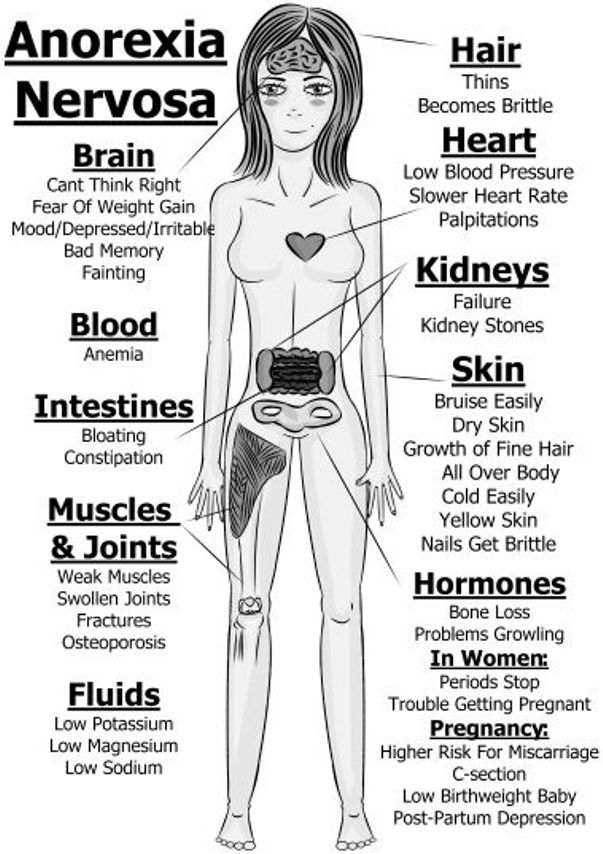 Anorexia
Nervosa
Brain
Cant Think Right
Fear Of Weight Gain
Mood/Depressed/Irritable
Bad Memory
Fainting
Blood
Anemia
Intestines
Bloating
Constipation
Muscles
& Joints
Weak Muscles
Swollen Joints
Fractures
Osteoporosis
Fluids
Low Potassium
Low Magnesium
Low Sodium
Hair
Thins
Becomes Brittle
Heart
Low Blood Pressure
Slower Heart Rate
Palpitations
Kidneys
Failure
Kidney Stones
Skin
Bruise Easily
Dry Skin
Growth of Fine Hair
All Over Body
Cold Easily
Yellow Skin
Nails Get Brittle
Hormones
Bone Loss
Problems Growling
In Women:
Periods Stop
Trouble Getting Pregnant
Pregnancy:
Higher Risk For Miscarriage
C-section
Low Birthweight Baby
Post-Partum Depression